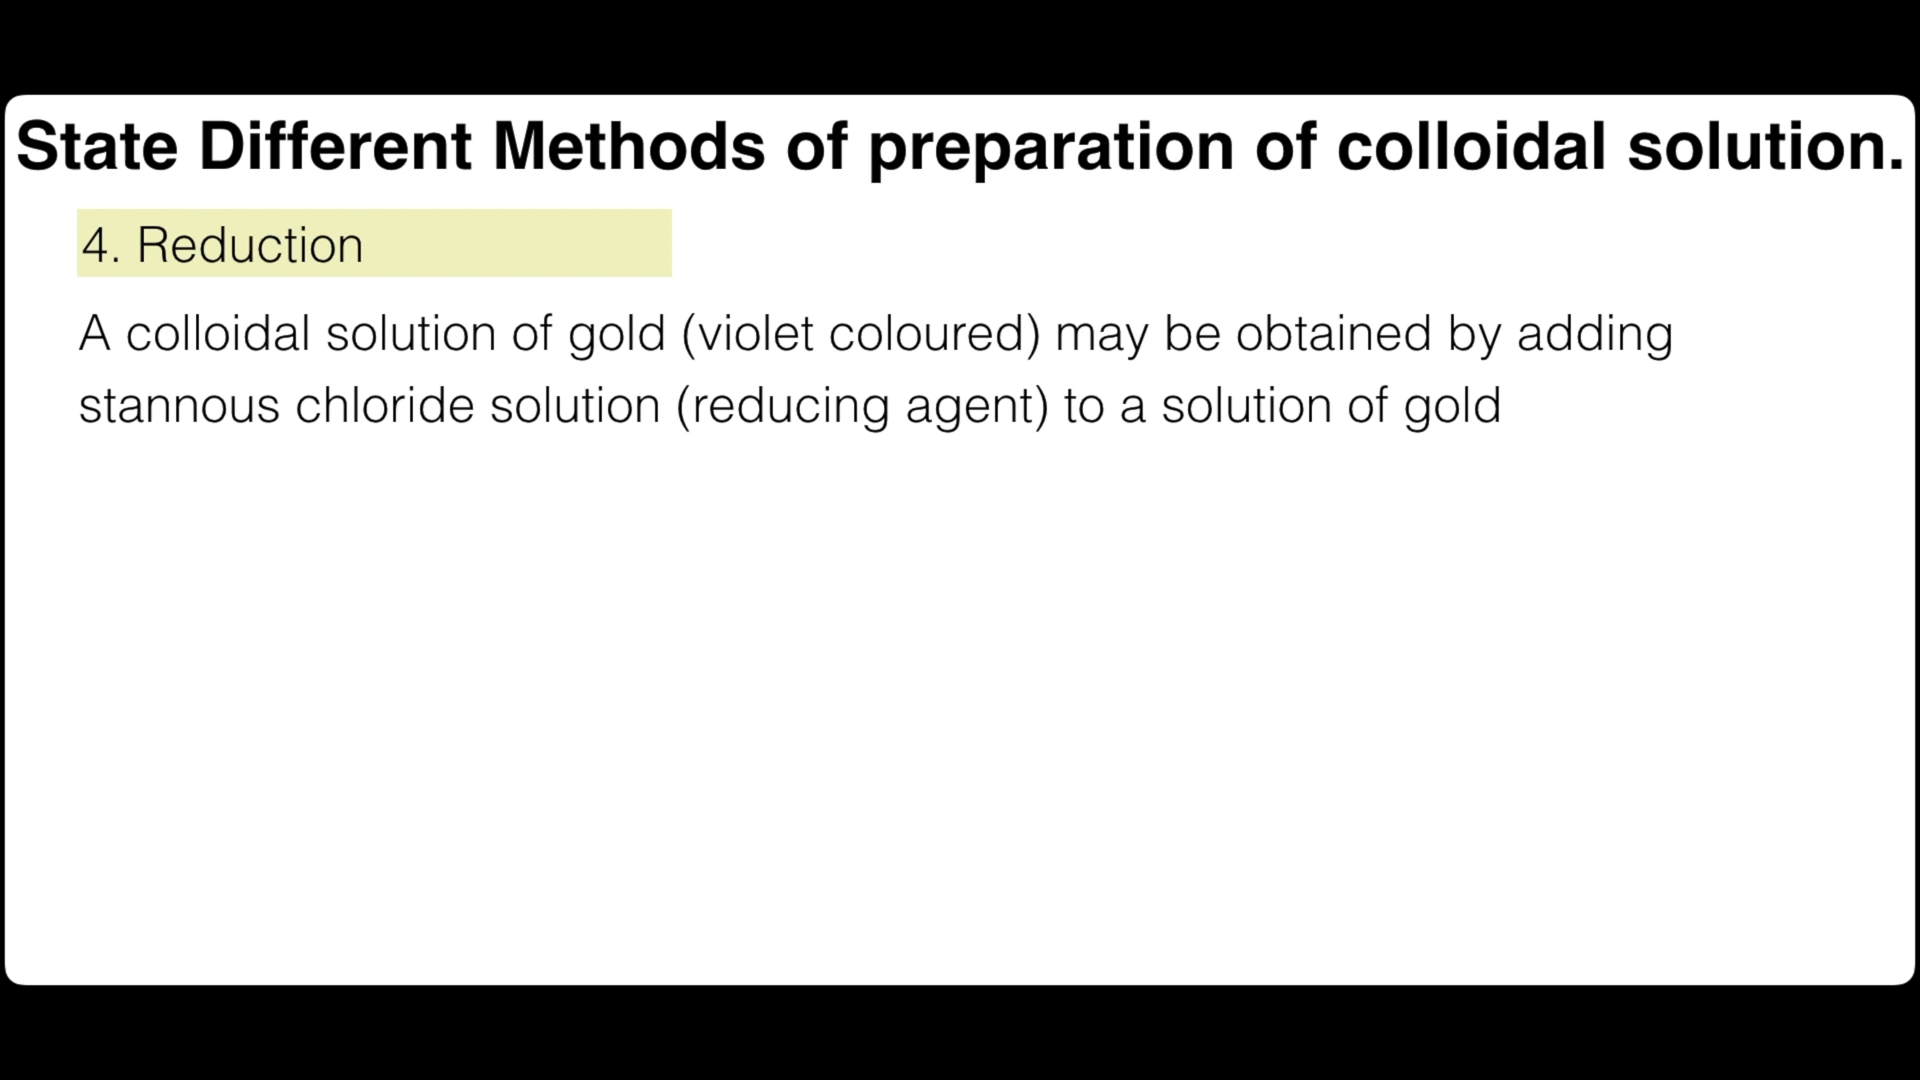 State Different Methods of preparation of colloidal solution.
4. Reduction
A colloidal solution of gold (violet coloured) may be obtained by adding
stannous chloride solution (reducing agent) to a solution of gold